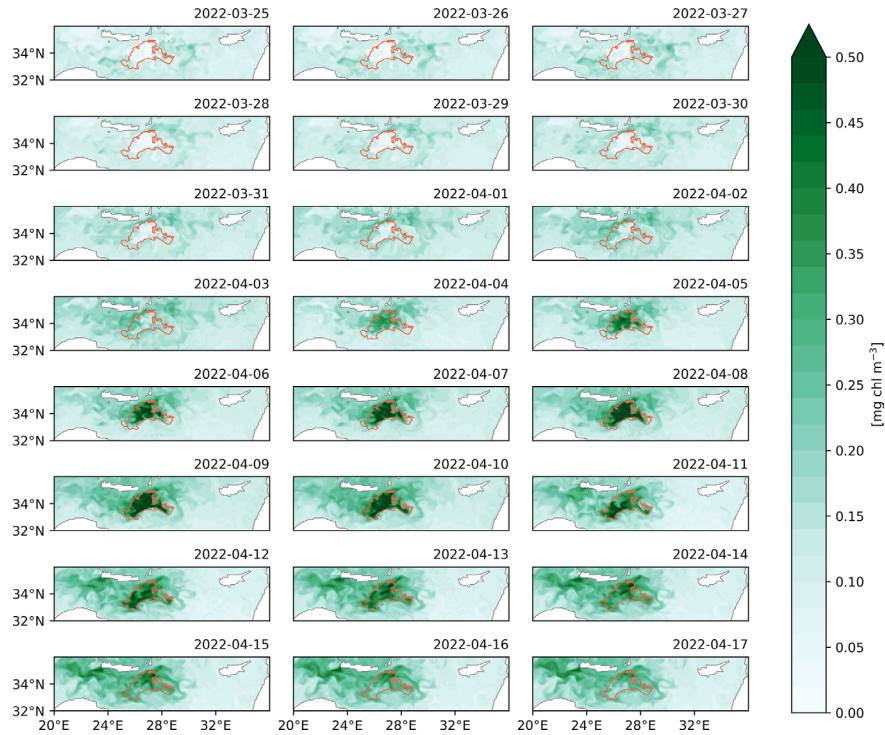 2022-03-25 2022-03-26 2022-03-27
34°N
32°N
2022-03-28 2022-03-29 2022-03-30
34°N
32°N
2022-03-31 2022-04-01 2022-04-02
34°N
32°N
2022-04-03 2022-04-04 2022-04-05
34°N
32°N
2022-04-06 2022-04-07 2022-04-08
34°N
32°N
2022-04-09 2022-04-10 2022-04-11
34°N
32°N
2022-04-12 2022-04-13 2022-04-14
34°N
32°N
2022-04-15 2022-04-16 2022-04-17
34°N
32°N
20°E 24°E 28°E 32°E 20°E 24°E 28°E 32°E 20°E 24°E 28°E 32°E
0.50
0.45
0.40
0.35
0.30
0.25
0.20
0.15
0.10
0.05
0.00
[mg chl m⁻³]